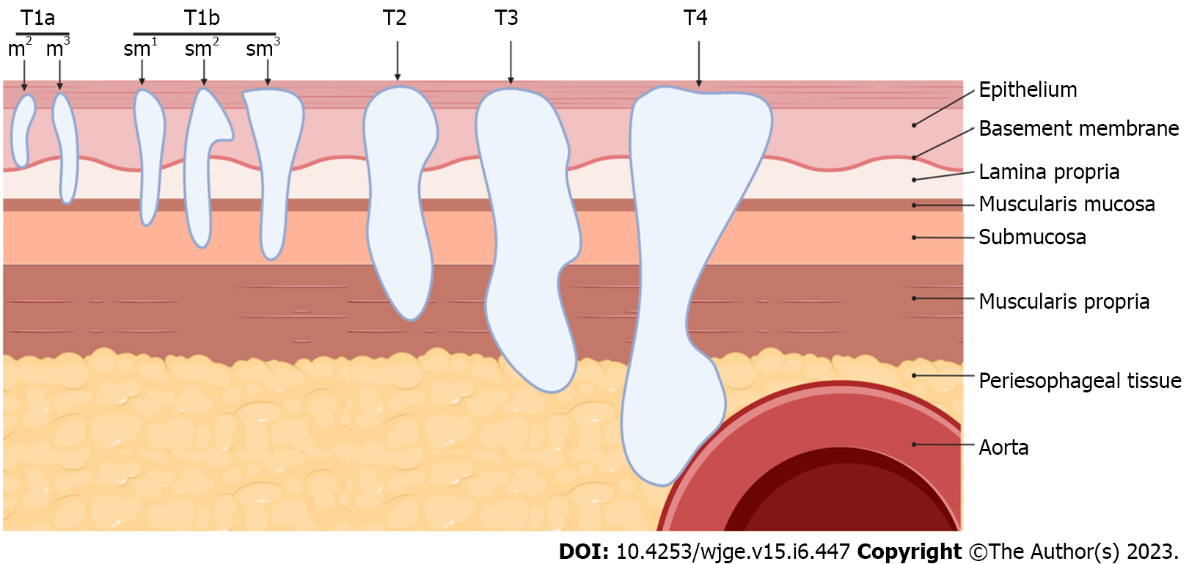 T1a T1b T2 T3 T4
m² m³ sm¹ sm² sm³
Epithelium
Basement membrane
Lamina propria
Muscularis mucosa
Submucosa
Muscularis propria
Periesophageal tissue
Aorta
DOI: 10.4253/wjge.v15.i6.447 Copyright ©The Author(s) 2023.